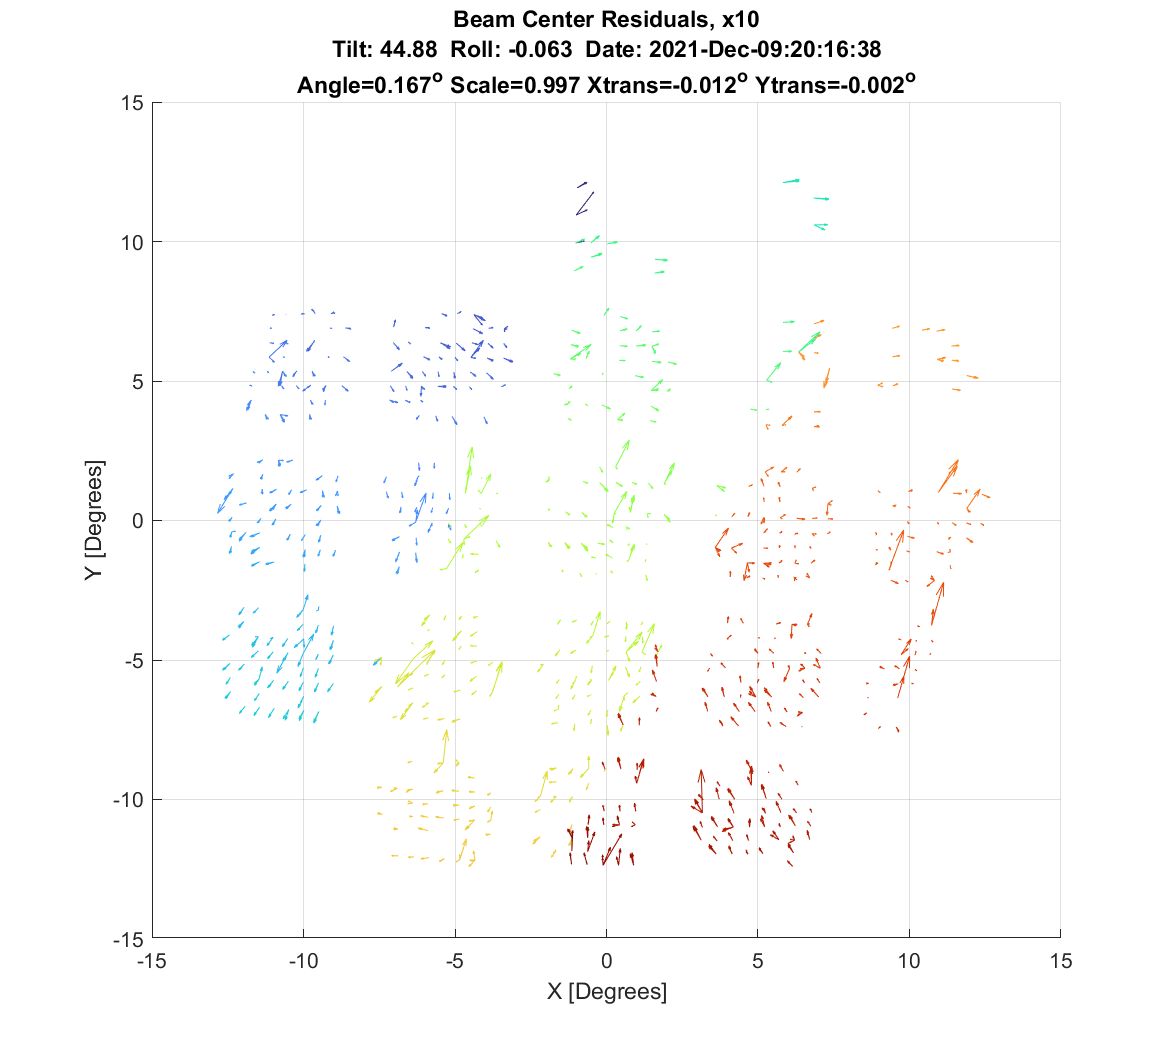 Beam Center Residuals, x10
Tilt: 44.88 Roll: -0.063 Date: 2021-Dec-09:20:16:38
Angle=0.167° Scale=0.997 Xtrans=-0.012° Ytrans=-0.002°
15
10
5
0
-5
-10
-15
Y [Degrees]
-15 -10 -5 0 5 10 15
X [Degrees]